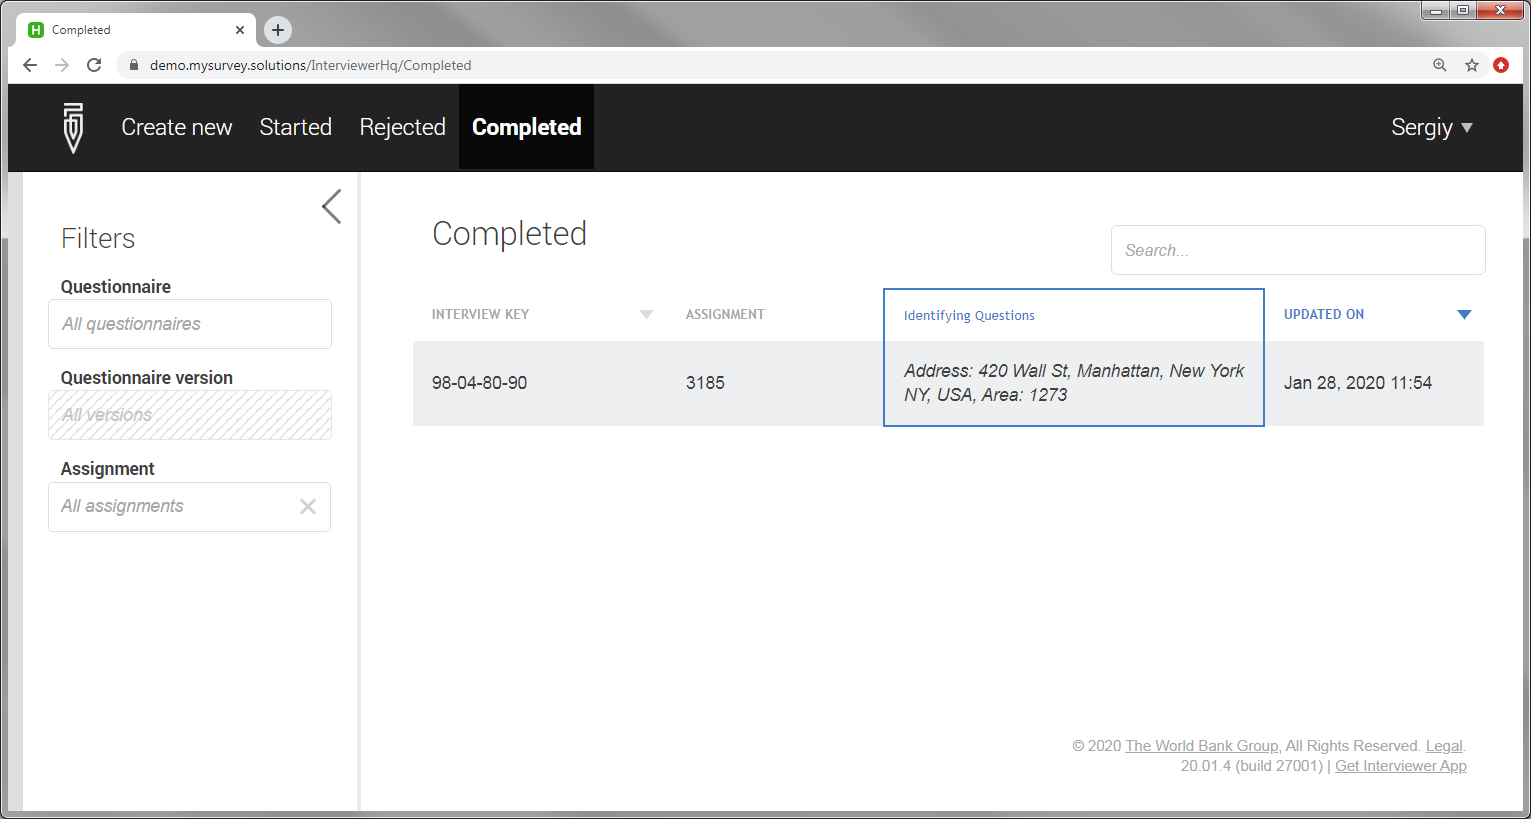 H Completed
demo.mysurvey.solutions/InterviewerHq/Completed
Create new Started Rejected Completed Sergiy
Filters
Questionnaire
All questionnaires
Questionnaire version
All versions
Assignment
All assignments
Completed
Search...
INTERVIEW KEY ASSIGNMENT Identifying Questions UPDATED ON
98-04-80-90 3185 Address: 420 Wall St, Manhattan, New York Jan 28, 2020 11:54
NY, USA, Area: 1273
© 2020 The World Bank Group, All Rights Reserved. Legal.
20.01.4 (build 27001) | Get Interviewer App